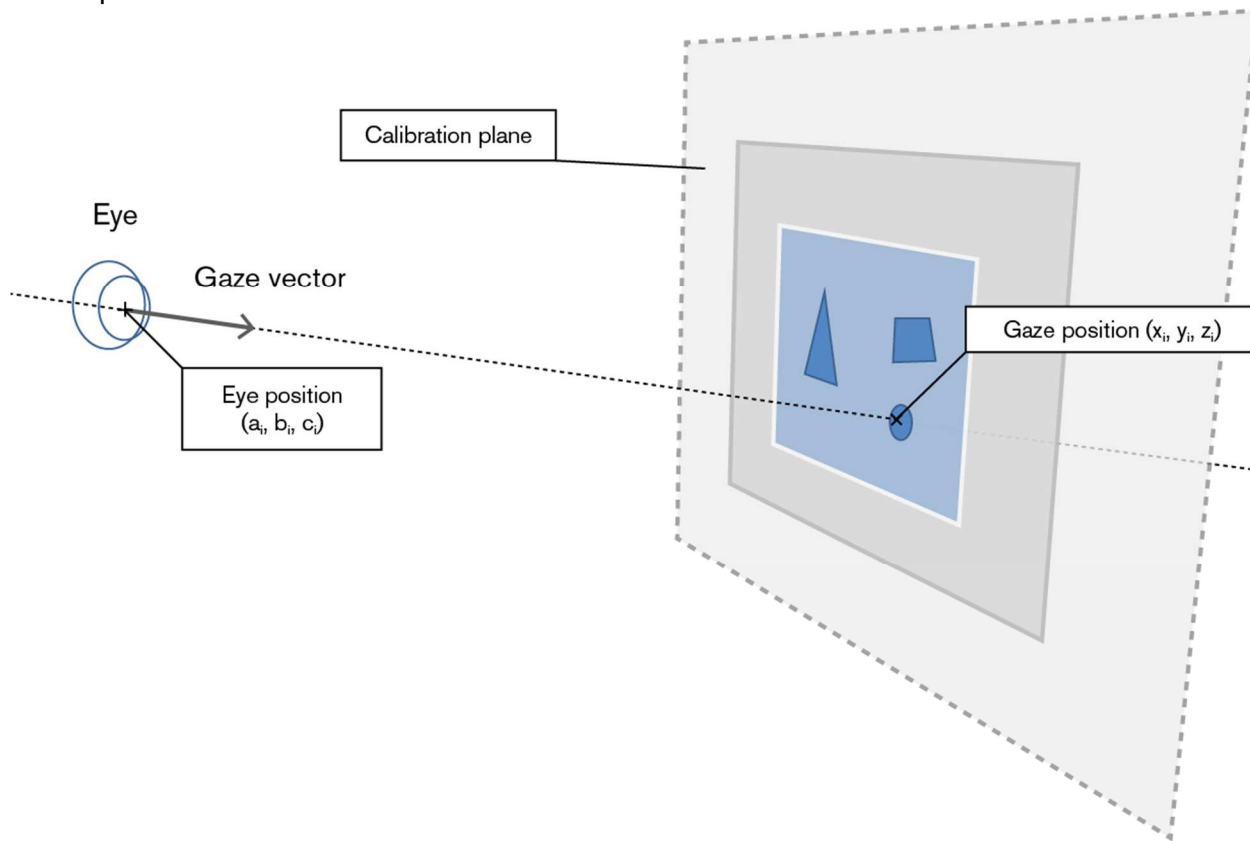 Calibration plane
Eye
Gaze vector
Gaze position (xᵢ, yᵢ, zᵢ)
Eye position
(aᵢ, bᵢ, cᵢ)